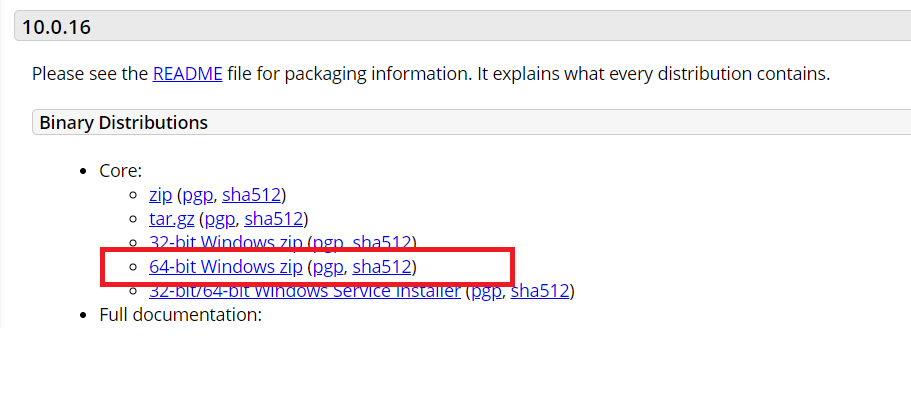 10.0.16
Please see the README file for packaging information. It explains what every distribution contains.
Binary Distributions
Core:
zip (pgp, sha512)
tar.gz (pgp, sha512)
32-bit Windows zip (pgp, sha512)
64-bit Windows zip (pgp, sha512)
32-bit/64-bit Windows Service Installer (pgp, sha512)
Full documentation: